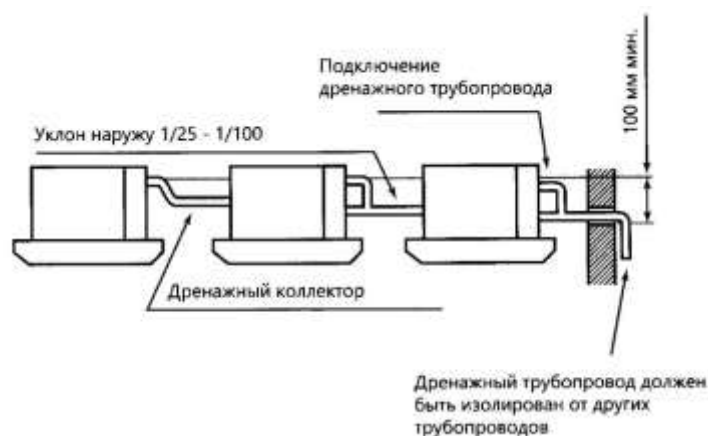 Подключение
дренажного трубопровода
100 мм мин.
Уклон наружу 1/25 - 1/100
Дренажный коллектор
Дренажный трубопровод должен
быть изолирован от других
трубопроводов